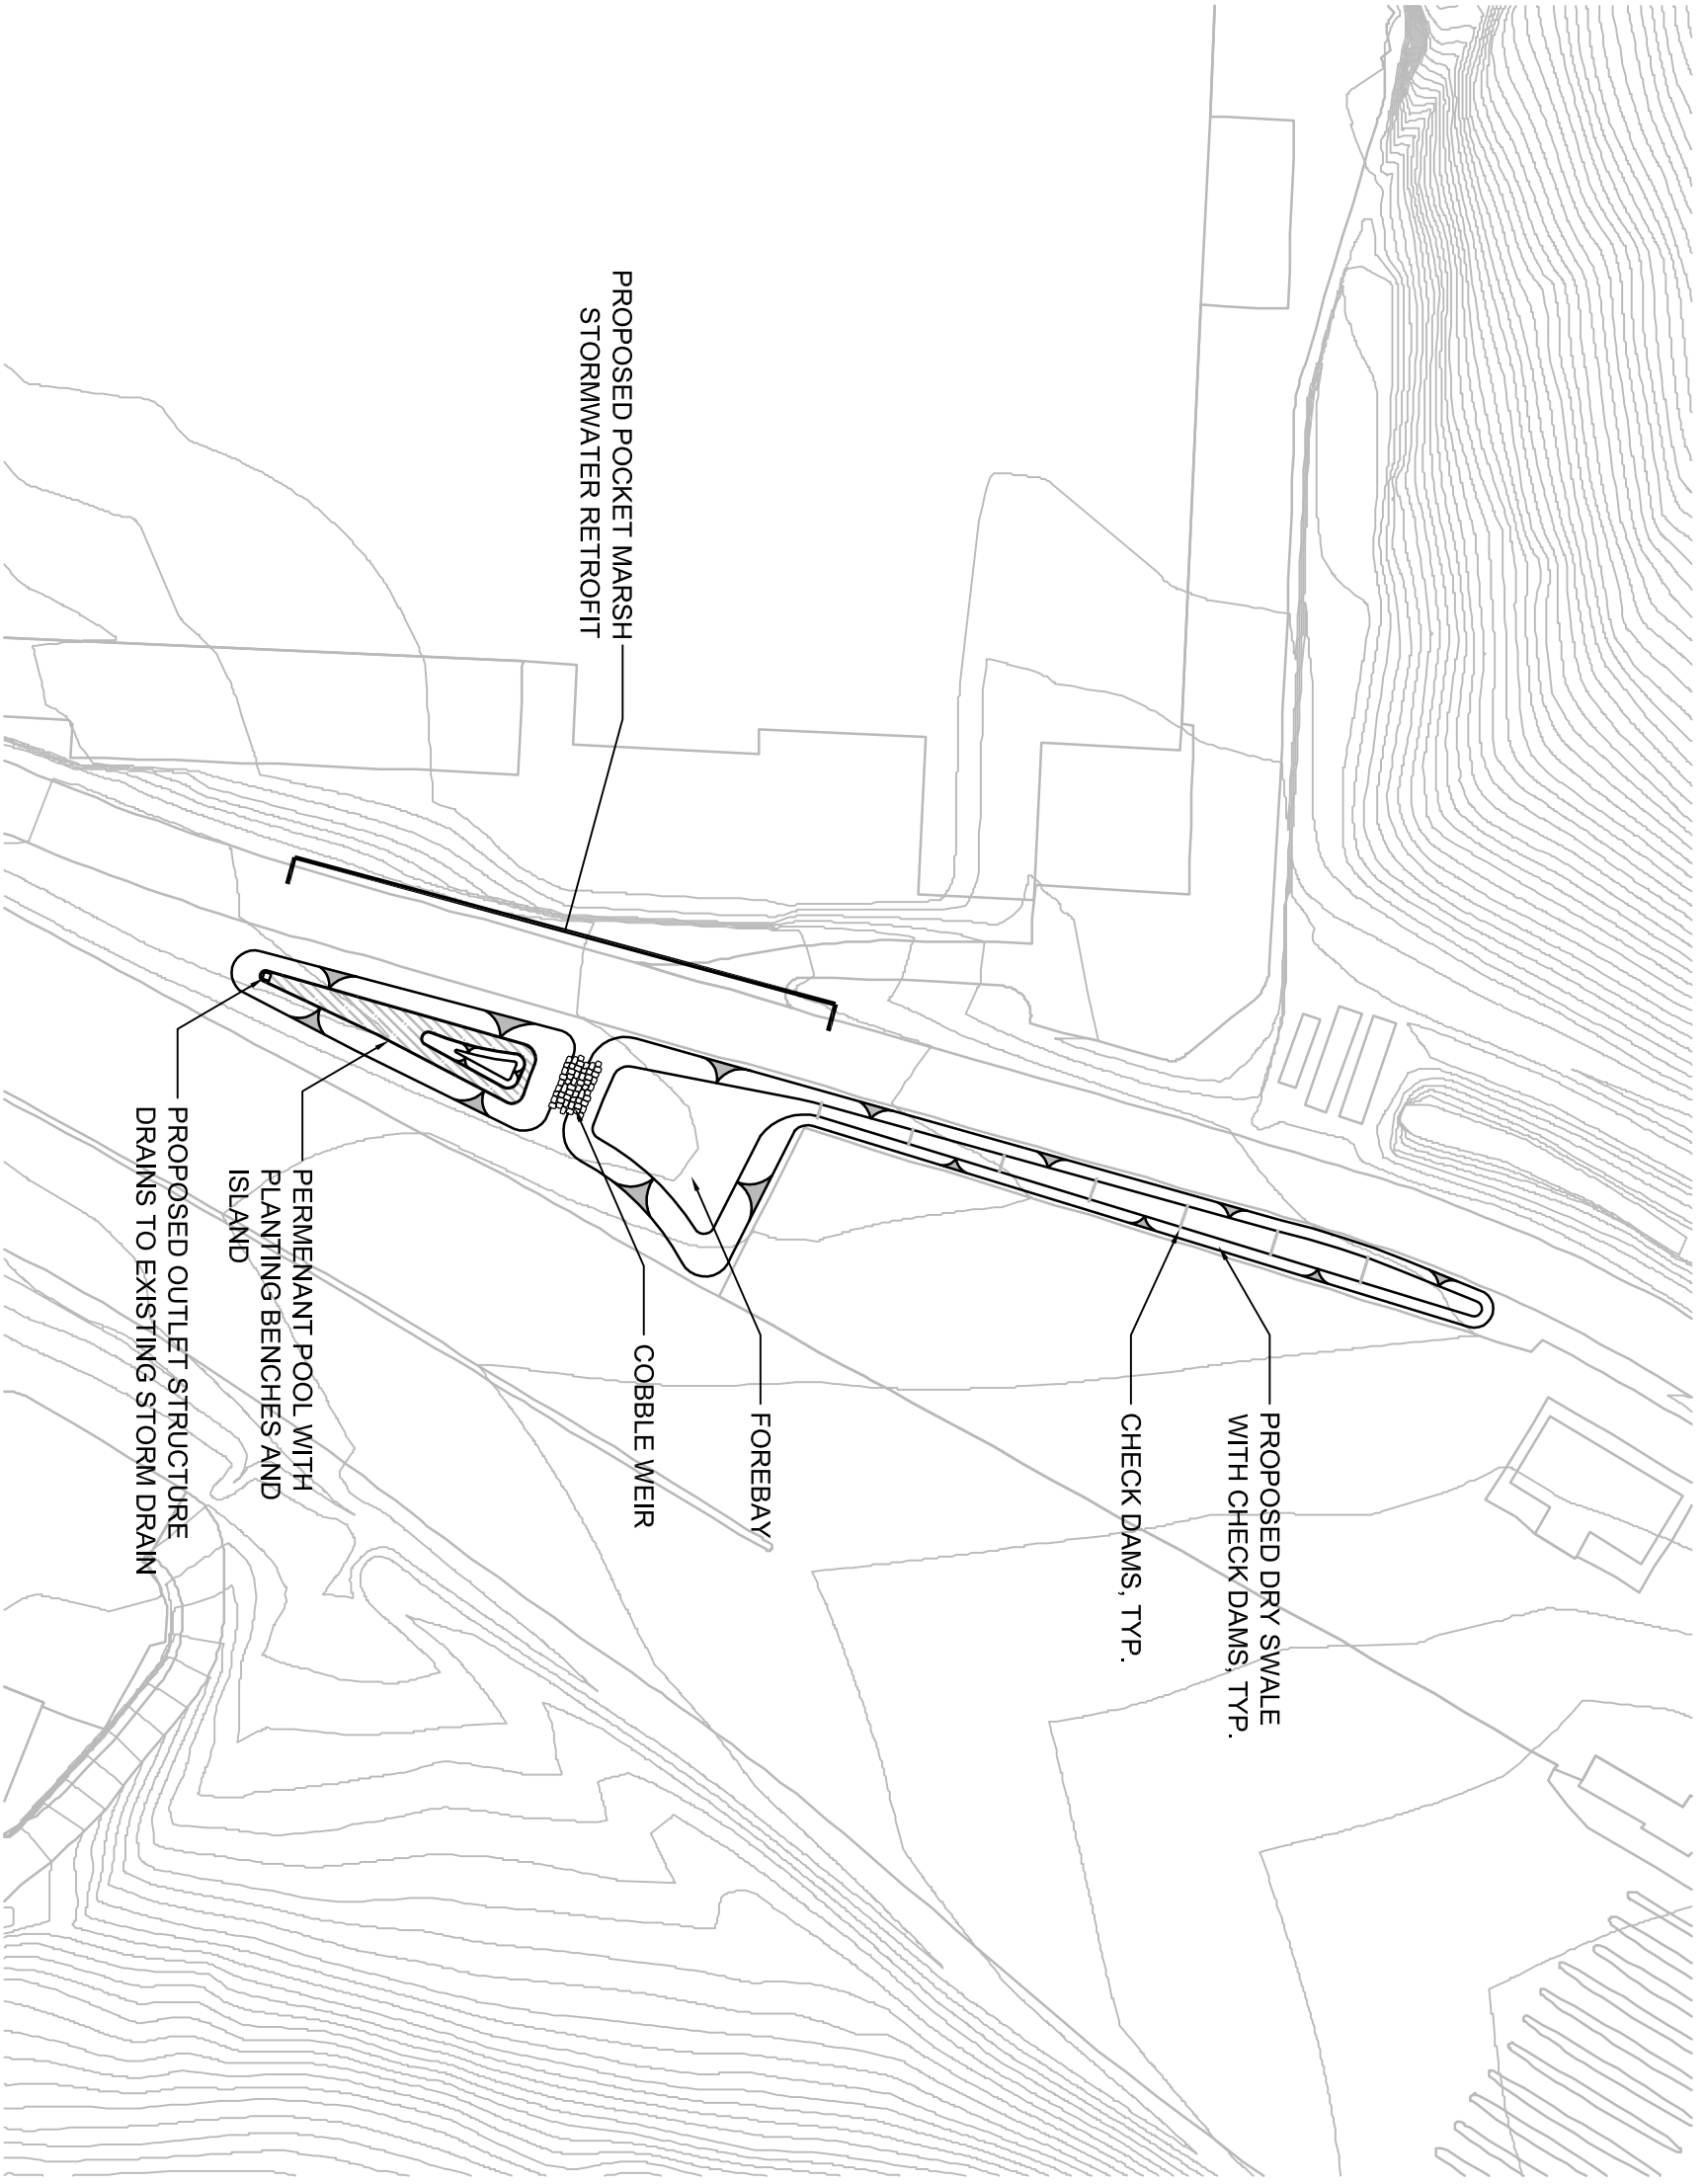 PROPOSED POCKET MARSH
STORMWATER RETROFIT
PROPOSED DRY SWALE
WITH CHECK DAMS, TYP.
CHECK DAMS, TYP.
FOREBAY
COBBLE WEIR
PERMENANT POOL WITH
PLANTING BENCHES AND
ISLAND
PROPOSED OUTLET STRUCTURE
DRAINS TO EXISTING STORM DRAIN